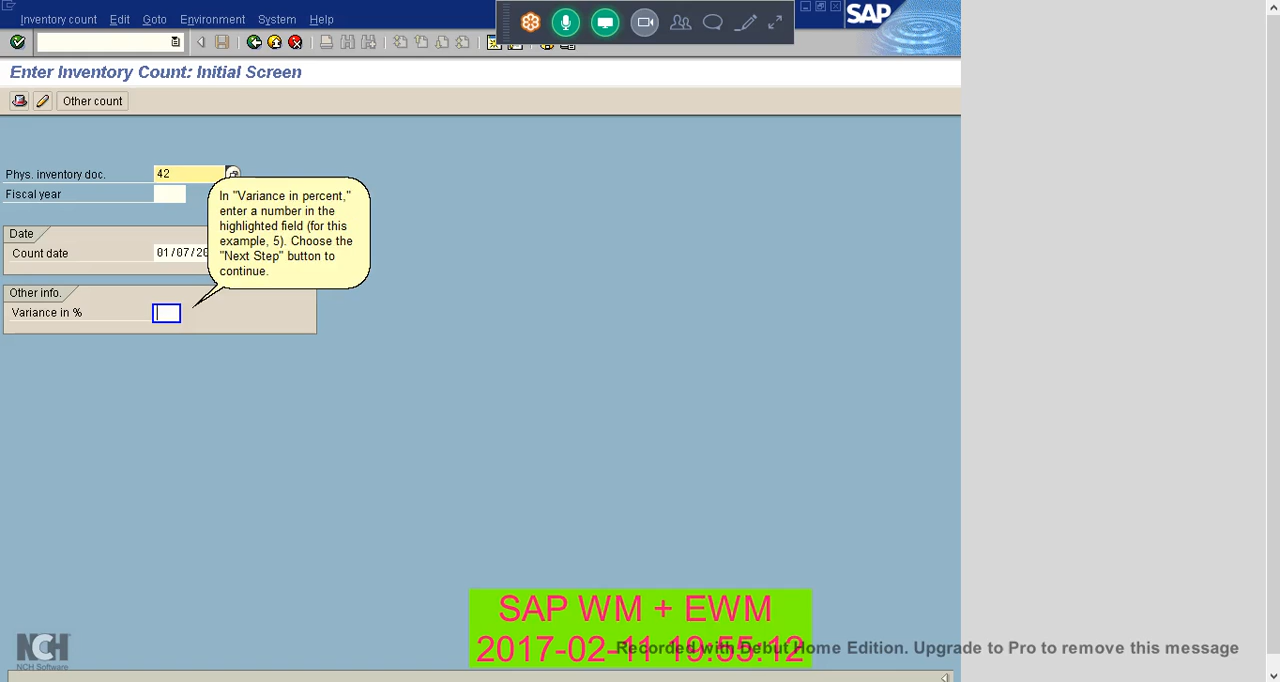 Inventory count Edit Goto Environment System Help
SAP
Enter Inventory Count: Initial Screen
Other count
Phys. inventory doc. 42
Fiscal year
In "Variance in percent,"
enter a number in the
highlighted field (for this
example, 5). Choose the
"Next Step" button to
continue.
Date
Count date 01/07/20
Other info.
Variance in %
SAP WM + EWM
2017-02-11 19:55:12
Recorded with Debut Home Edition. Upgrade to Pro to remove this message
NCH
NCH Software